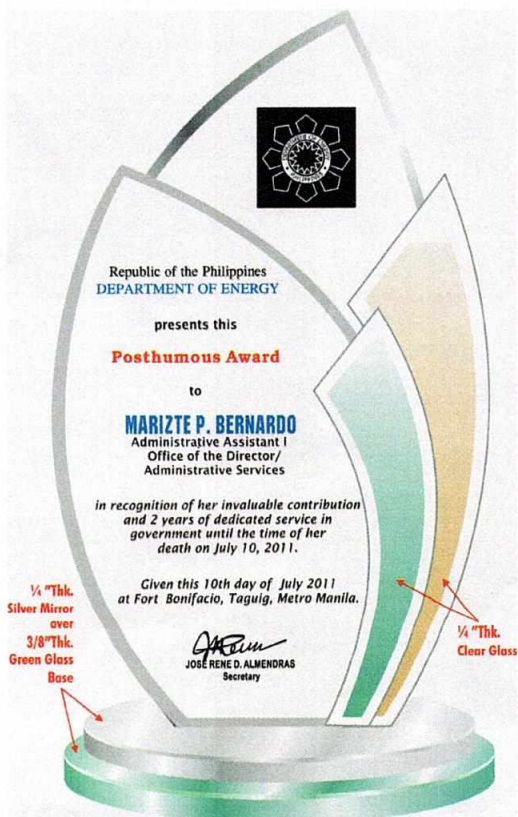 DEPARTMENT OF ENERGY
PHILIPPINES
Republic of the Philippines
DEPARTMENT OF ENERGY
presents this
Posthumous Award
to
MARIZTE P. BERNARDO
Administrative Assistant I
Office of the Director/
Administrative Services
in recognition of her invaluable contribution
and 2 years of dedicated service in
government until the time of her
death on July 10, 2011.
Given this 10th day of July 2011
at Fort Bonifacio, Taguig, Metro Manila.
JOSE RENE D. ALMENDRAS
Secretary
¼ "Thk.
Silver Mirror
over
3/8"Thk.
Green Glass
Base
¼ "Thk.
Clear Glass